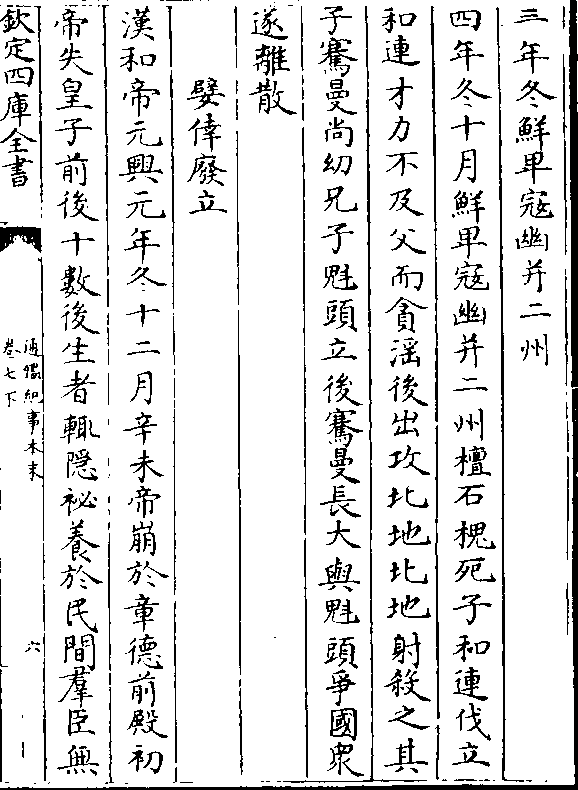 三年冬鮮卑寇幽并二州
四年冬十月鮮卑寇幽并二州檀石槐死子和連伐立
和連才力不及父而貪淫後出攻北地北地射殺之其
子騫曼尚幼兄子魁頭立後騫曼長大與魁頭爭國衆
遂離散
嬖倖廢立
漢和帝元興元年冬十二月辛未帝崩於章德前殿初
帝失皇子前後十數後生者輒隱祕養於民間羣臣無
欽定四庫全書
通鑑紀事本末
卷七下
六